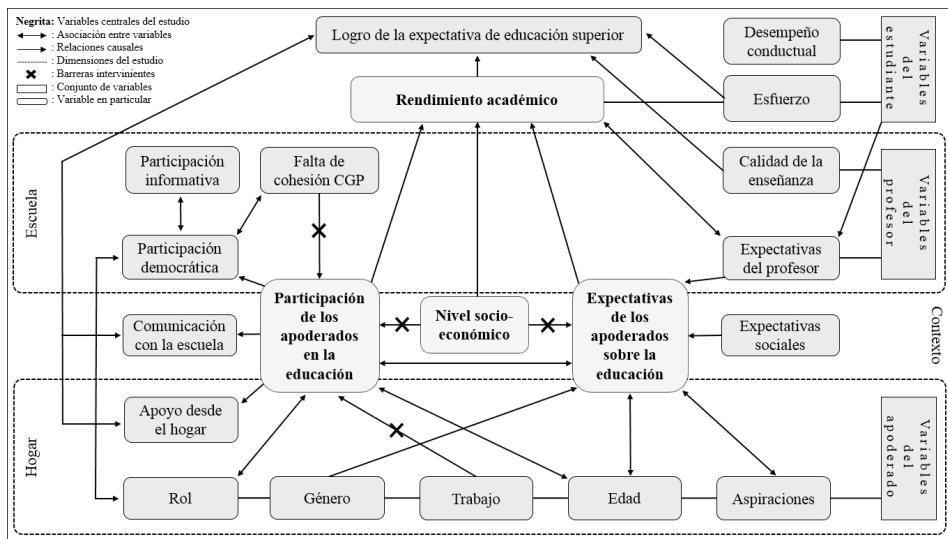 Negrita: Variables centrales del estudio
: Asociación entre variables
: Relaciones causales
: Dimensiones del estudio
: Barreras intervinientes
: Conjunto de variables
: Variable en particular
Logro de la expectativa de educación superior
Desempeño
conductual
Variables
del
estudiante
Rendimiento académico
Esfuerzo
Escuela
Participación
informativa
Falta de
cohesión CGP
Calidad de la
enseñanza
Variables
del
profesor
Participación
democrática
Expectativas
del profesor
Participación
de los
apoderados
en la
educación
Nivel socio-
económico
Expectativas
de los
apoderados
sobre la
educación
Comunicación
con la escuela
Expectativas
sociales
Contexto
Hogar
Apoyo desde
el hogar
Variables
del
apoderado
Rol
Género
Trabajo
Edad
Aspiraciones